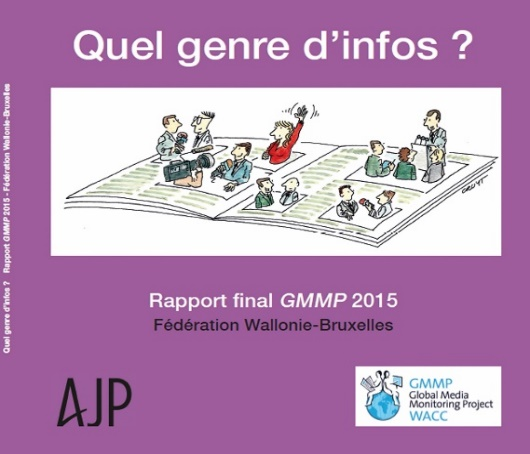 Quel genre d'infos ?
Quel genre d'infos ? Rapport GMMP 2015 - Fédération Wallonie-Bruxelles
Rapport final GMMP 2015
Fédération Wallonie-Bruxelles
AJP
GMMP
Global Media
Monitoring Project
WACC